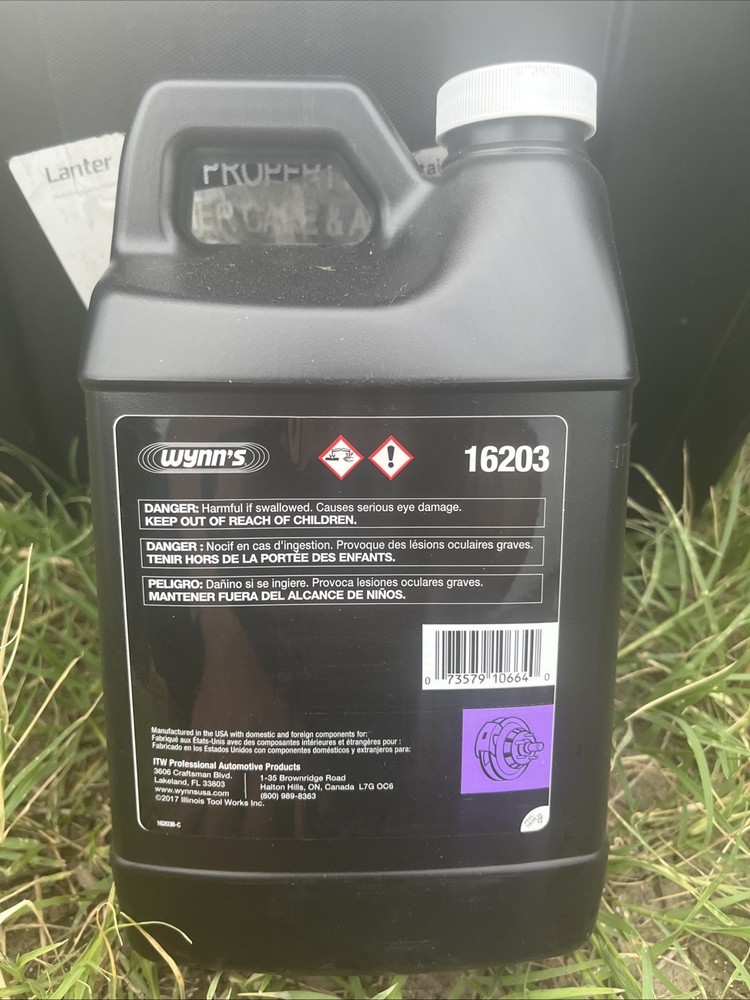 Lanter
tai
PROPERT
ER CARE & A
Wynn's
16203
DANGER: Harmful if swallowed. Causes serious eye damage.
KEEP OUT OF REACH OF CHILDREN.
DANGER : Nocif en cas d'ingestion. Provoque des lésions oculaires graves.
TENIR HORS DE LA PORTÉE DES ENFANTS.
PELIGRO: Dañino si se ingiere. Provoca lesiones oculares graves.
MANTENER FUERA DEL ALCANCE DE NIÑOS.
0 73579 10664 0
Manufactured in the USA with domestic and foreign components for:
Fabriqué aux États-Unis avec des composantes intérieures et étrangères pour :
Fabricado en los Estados Unidos con componentes domésticos y extranjeros para:
ITW Professional Automotive Products
3606 Craftsman Blvd.
Lakeland, FL 33803
www.wynnsusa.com
©2017 Illinois Tool Works Inc.
1-35 Brownridge Road
Halton Hills, ON, Canada L7G OC6
(800) 989-8363
16203B-C